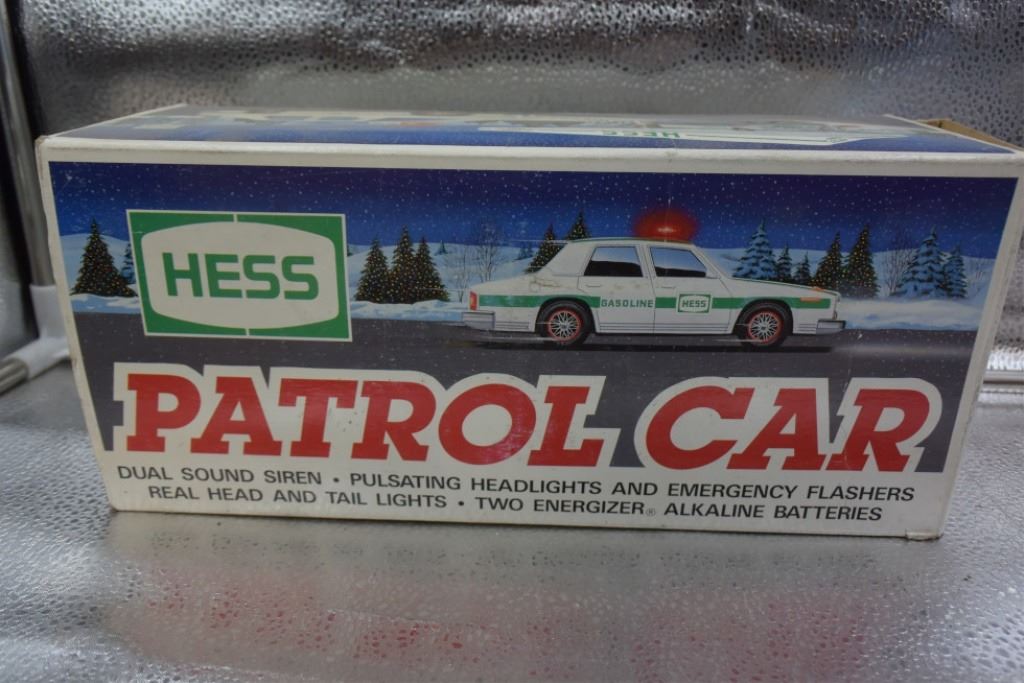 HESS
HESS
GASOLINE HESS
PATROL CAR
DUAL SOUND SIREN • PULSATING HEADLIGHTS AND EMERGENCY FLASHERS
REAL HEAD AND TAIL LIGHTS • TWO ENERGIZER® ALKALINE BATTERIES